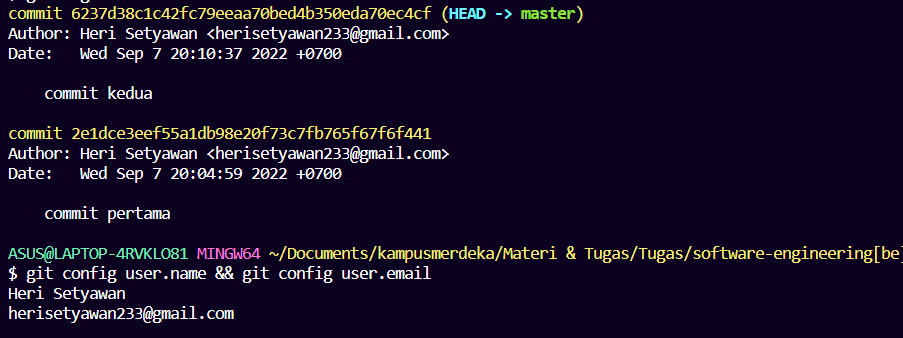 commit 6237d38c1c42fc79eeaa70bed4b350eda70ec4cf (HEAD -> master)
Author: Heri Setyawan <herisetyawan233@gmail.com>
Date:   Wed Sep 7 20:10:37 2022 +0700
    commit kedua
commit 2e1dce3eef55a1db98e20f73c7fb765f67f6f441
Author: Heri Setyawan <herisetyawan233@gmail.com>
Date:   Wed Sep 7 20:04:59 2022 +0700
    commit pertama
ASUS@LAPTOP-4RVKLO81 MINGW64 ~/Documents/kampusmerdeka/Materi & Tugas/Tugas/software-engineering[be]
$ git config user.name && git config user.email
Heri Setyawan
herisetyawan233@gmail.com